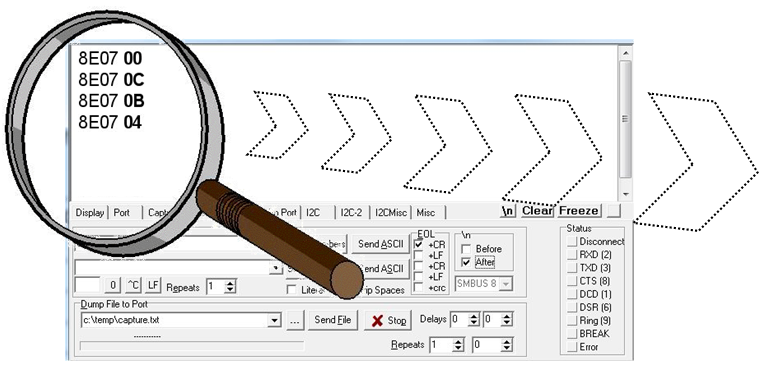 8E07 00
8E07 0C
8E07 0B
8E07 04
Display Port Capt Port I2C I2C-2 I2CMisc Misc \n Clear Freeze
EOL \n Status
Send ASCII +CR Before Disconnect
+LF RXD (2)
Send ASCII +CR After TXD (3)
+LF CTS (8)
0 ^C LF Repeats 1 Spaces +crc SMBUS 8 DCD (1)
Dump File to Port DSR (6)
c:\temp\capture.txt ... Send File Stop Delays 0 0 Ring (9)
BREAK
Repeats 1 0 Error